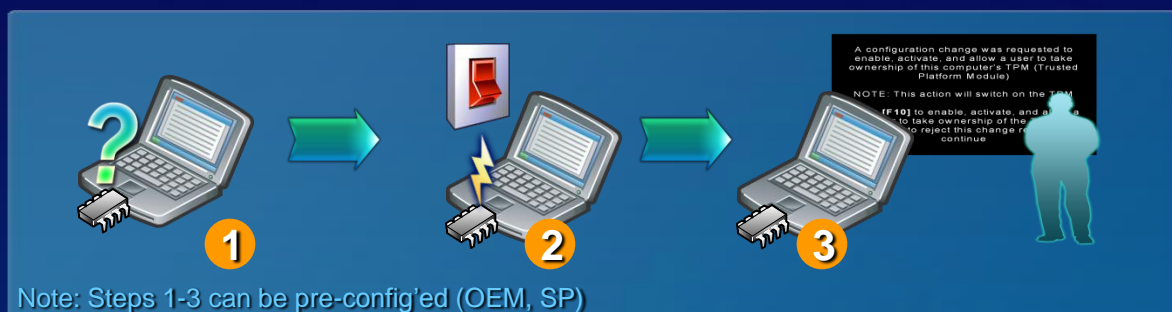 A configuration change was requested to
enable, activate, and allow a user to take
ownership of this computer's TPM (Trusted
Platform Module)
NOTE: This action will switch on the TPM
[F10] to enable, activate, and
to take ownership of the
to reject this change
continue
1
2
3
Note: Steps 1-3 can be pre-config'ed (OEM, SP)